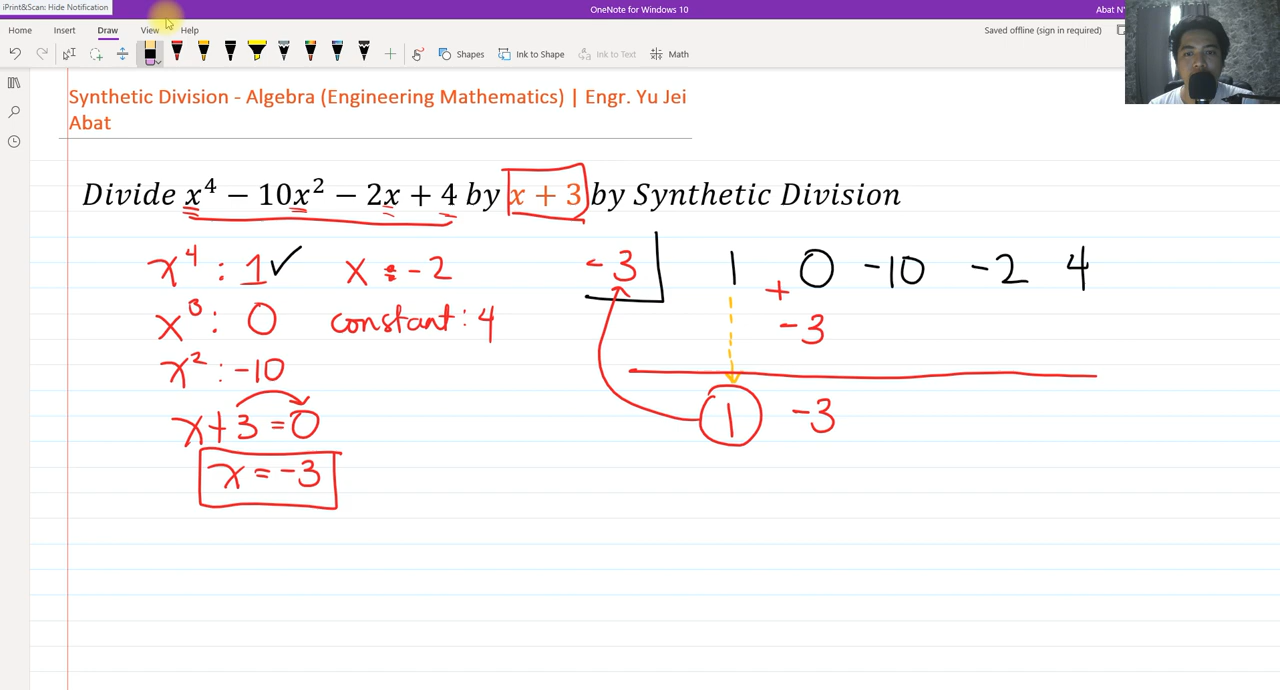 iPrint&Scan: Hide Notification
OneNote for Windows 10
Abat N'
Home Insert Draw View Help
Saved offline (sign in required)
Shapes Ink to Shape Ink to Text Math
Synthetic Division - Algebra (Engineering Mathematics) | Engr. Yu Jei
Abat
Divide x⁴ − 10x² − 2x + 4 by x + 3 by Synthetic Division
x⁴ : 1 ✓ x : -2
x³ : 0 constant : 4
x² : -10
x + 3 = 0
x = -3
-3 1 0 -10 -2 4
+ -3
1 -3